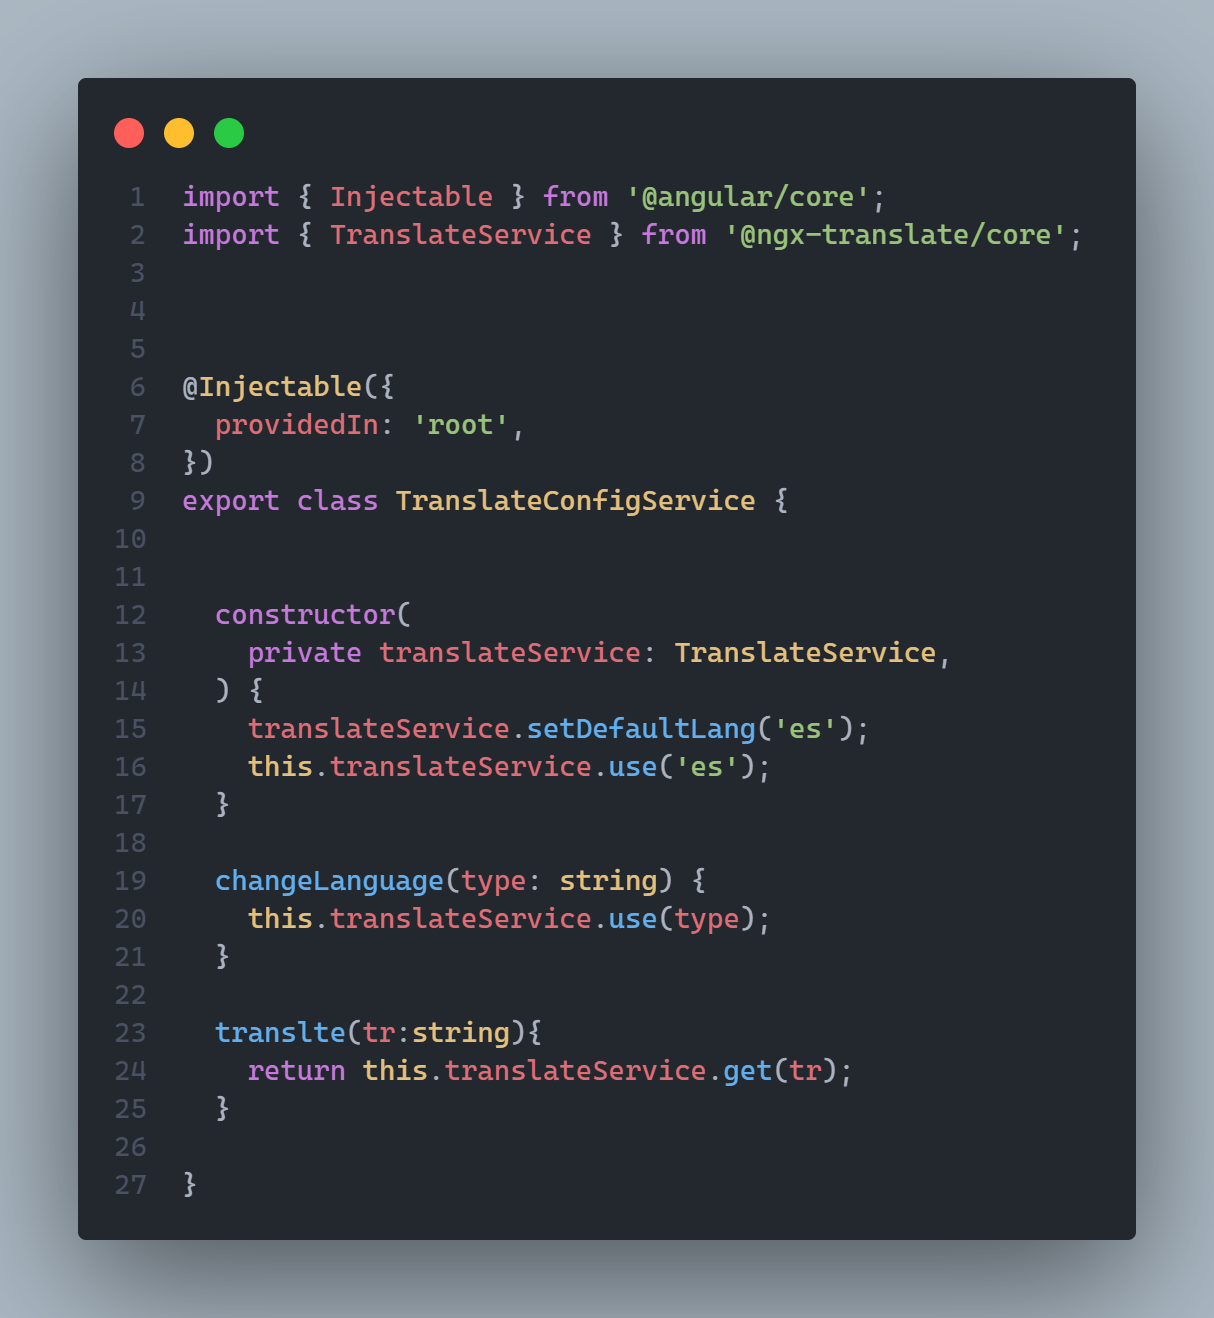 1 import { Injectable } from '@angular/core';
2 import { TranslateService } from '@ngx-translate/core';
3
4
5
6 @Injectable({
7   providedIn: 'root',
8 })
9 export class TranslateConfigService {
10
11
12   constructor(
13     private translateService: TranslateService,
14   ) {
15     translateService.setDefaultLang('es');
16     this.translateService.use('es');
17   }
18
19   changeLanguage(type: string) {
20     this.translateService.use(type);
21   }
22
23   translte(tr:string){
24     return this.translateService.get(tr);
25   }
26
27 }